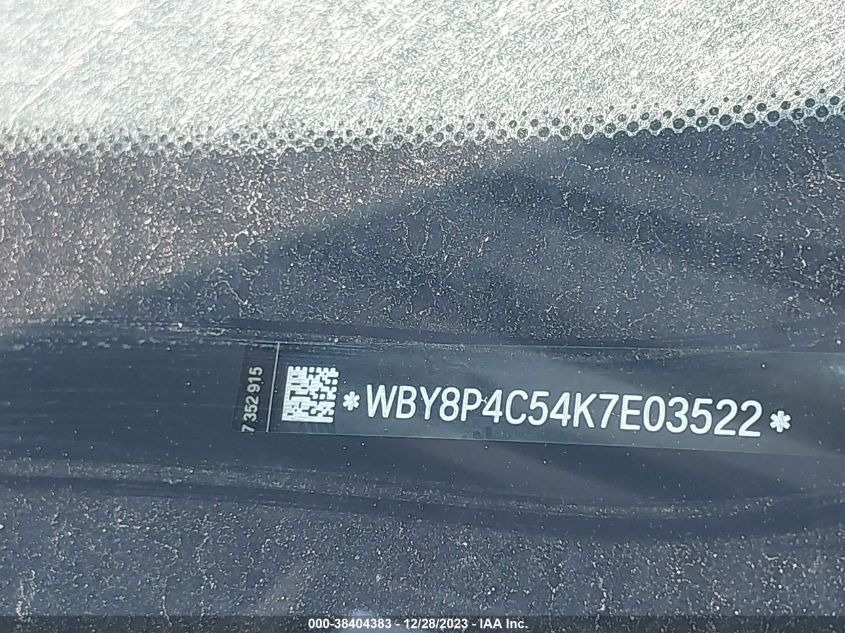 7 352 915
*WBY8P4C54K7E03522*
000-38404383 / 12/28/2023 - IAA Inc.